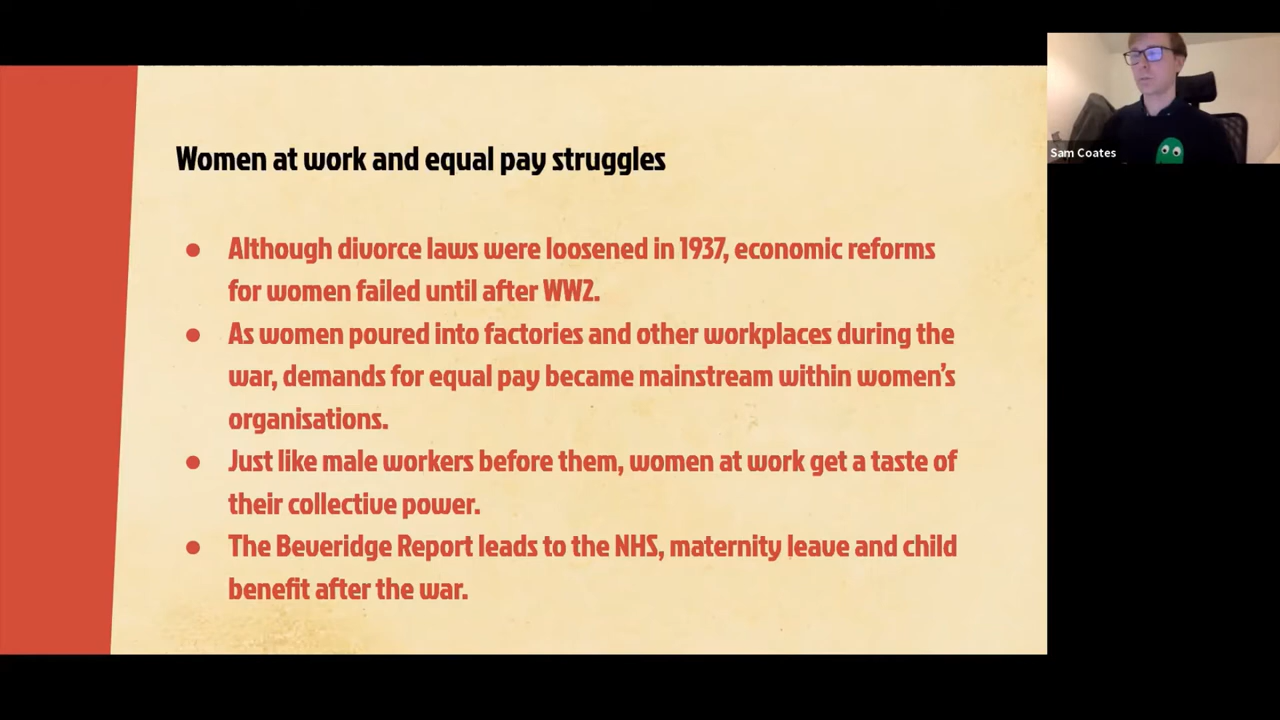 Women at work and equal pay struggles
● Although divorce laws were loosened in 1937, economic reforms
for women failed until after WW2.
● As women poured into factories and other workplaces during the
war, demands for equal pay became mainstream within women's
organisations.
● Just like male workers before them, women at work get a taste of
their collective power.
● The Beveridge Report leads to the NHS, maternity leave and child
benefit after the war.
Sam Coates